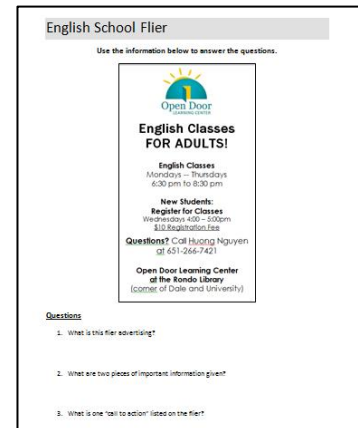 English School Flier
Use the information below to answer the questions.
Open Door
LEARNING CENTER
English Classes
FOR ADULTS!
English Classes
Mondays -- Thursdays
6:30 pm to 8:30 pm
New Students:
Register for Classes
Wednesdays 4:00 – 5:00pm
$10 Registration Fee
Questions? Call Huong Nguyen
at 651-266-7421
Open Door Learning Center
at the Rondo Library
(corner of Dale and University)
Questions
1. What is this flier advertising?
2. What are two pieces of important information given?
3. What is one "call to action" listed on the flier?